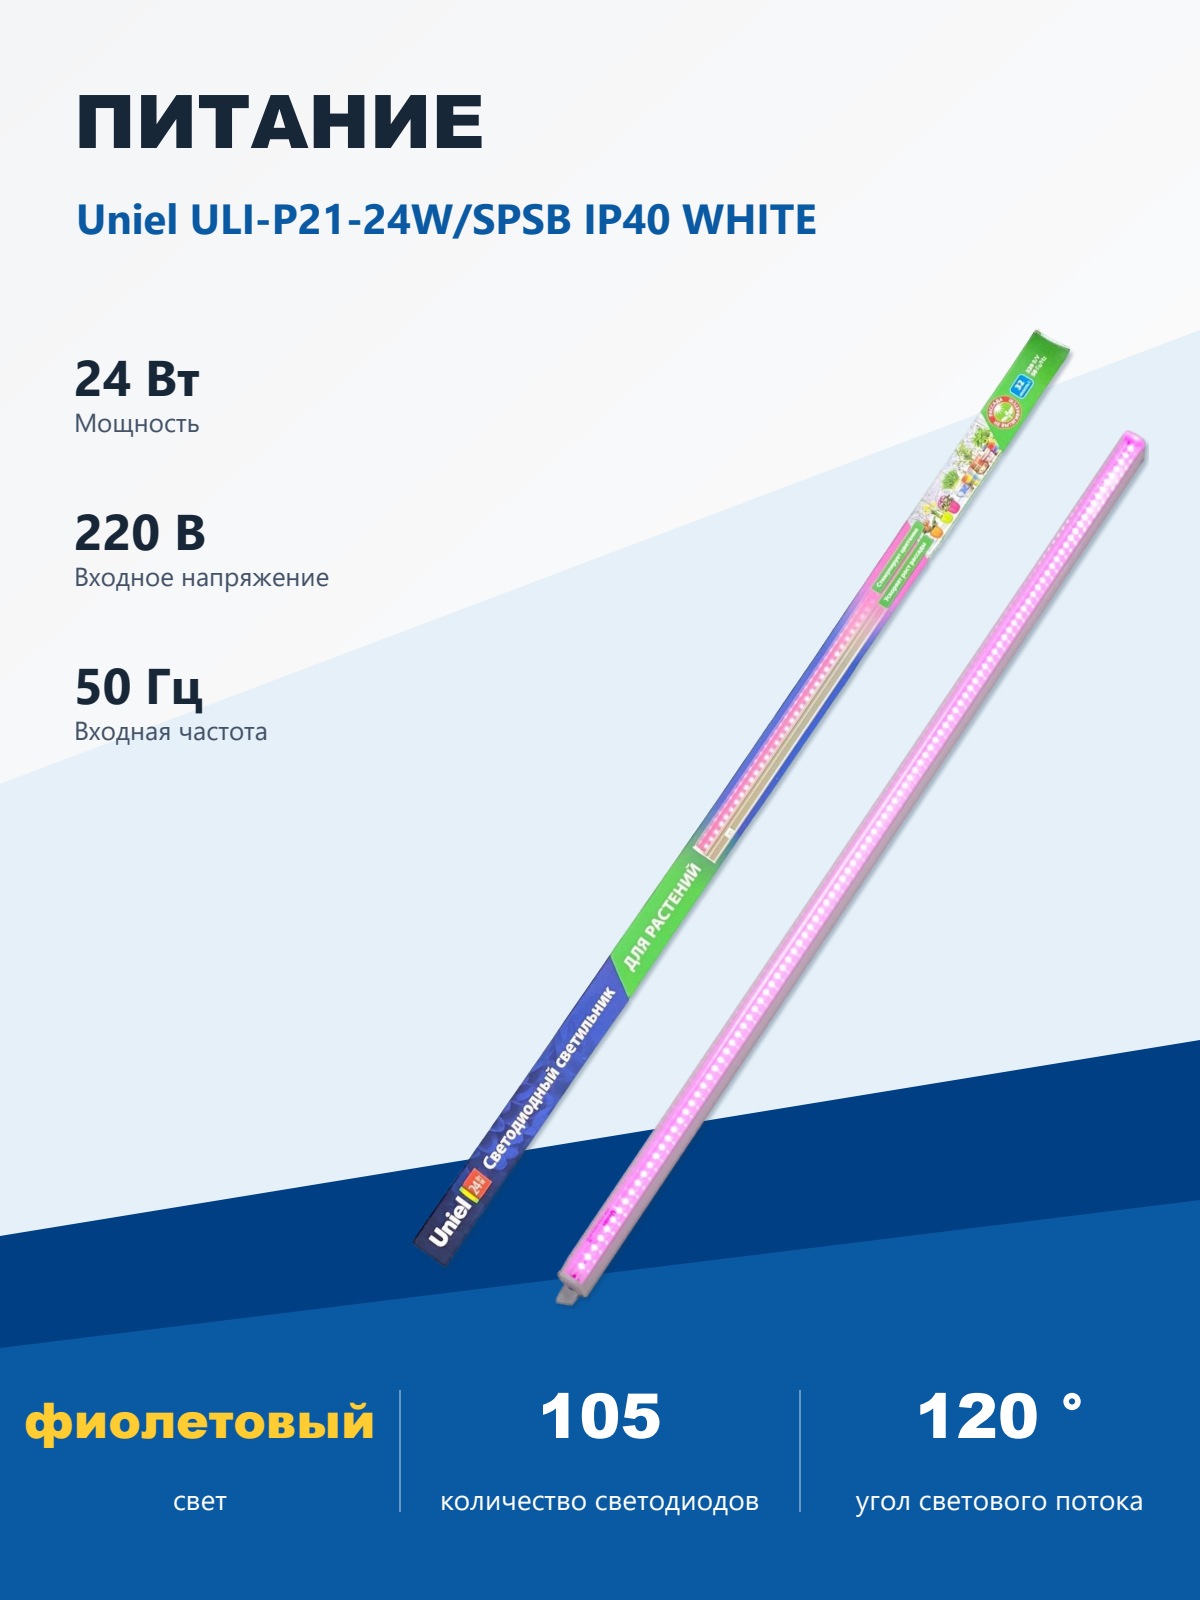 ПИТАНИЕ
Uniel ULI-P21-24W/SPSB IP40 WHITE
24 Вт
Мощность
220 В
Входное напряжение
50 Гц
Входная частота
Uniel
24
Светодиодный светильник
ДЛЯ РАСТЕНИЙ
фиолетовый
свет
105
количество светодиодов
120 °
угол светового потока